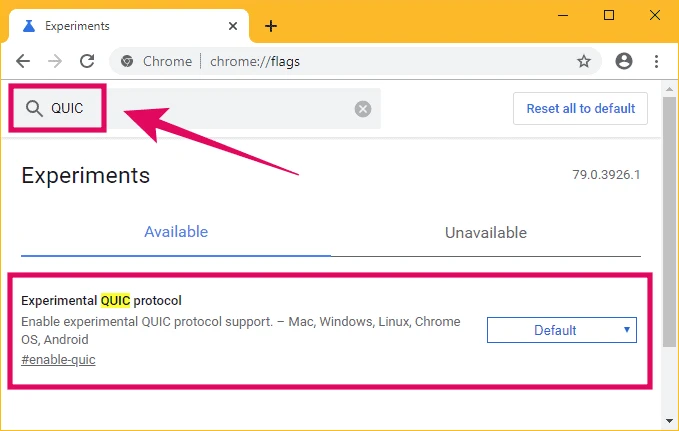 Experiments
Chrome chrome://flags
QUIC
Reset all to default
Experiments
79.0.3926.1
Available
Unavailable
Experimental QUIC protocol
Enable experimental QUIC protocol support. – Mac, Windows, Linux, Chrome
OS, Android
#enable-quic
Default